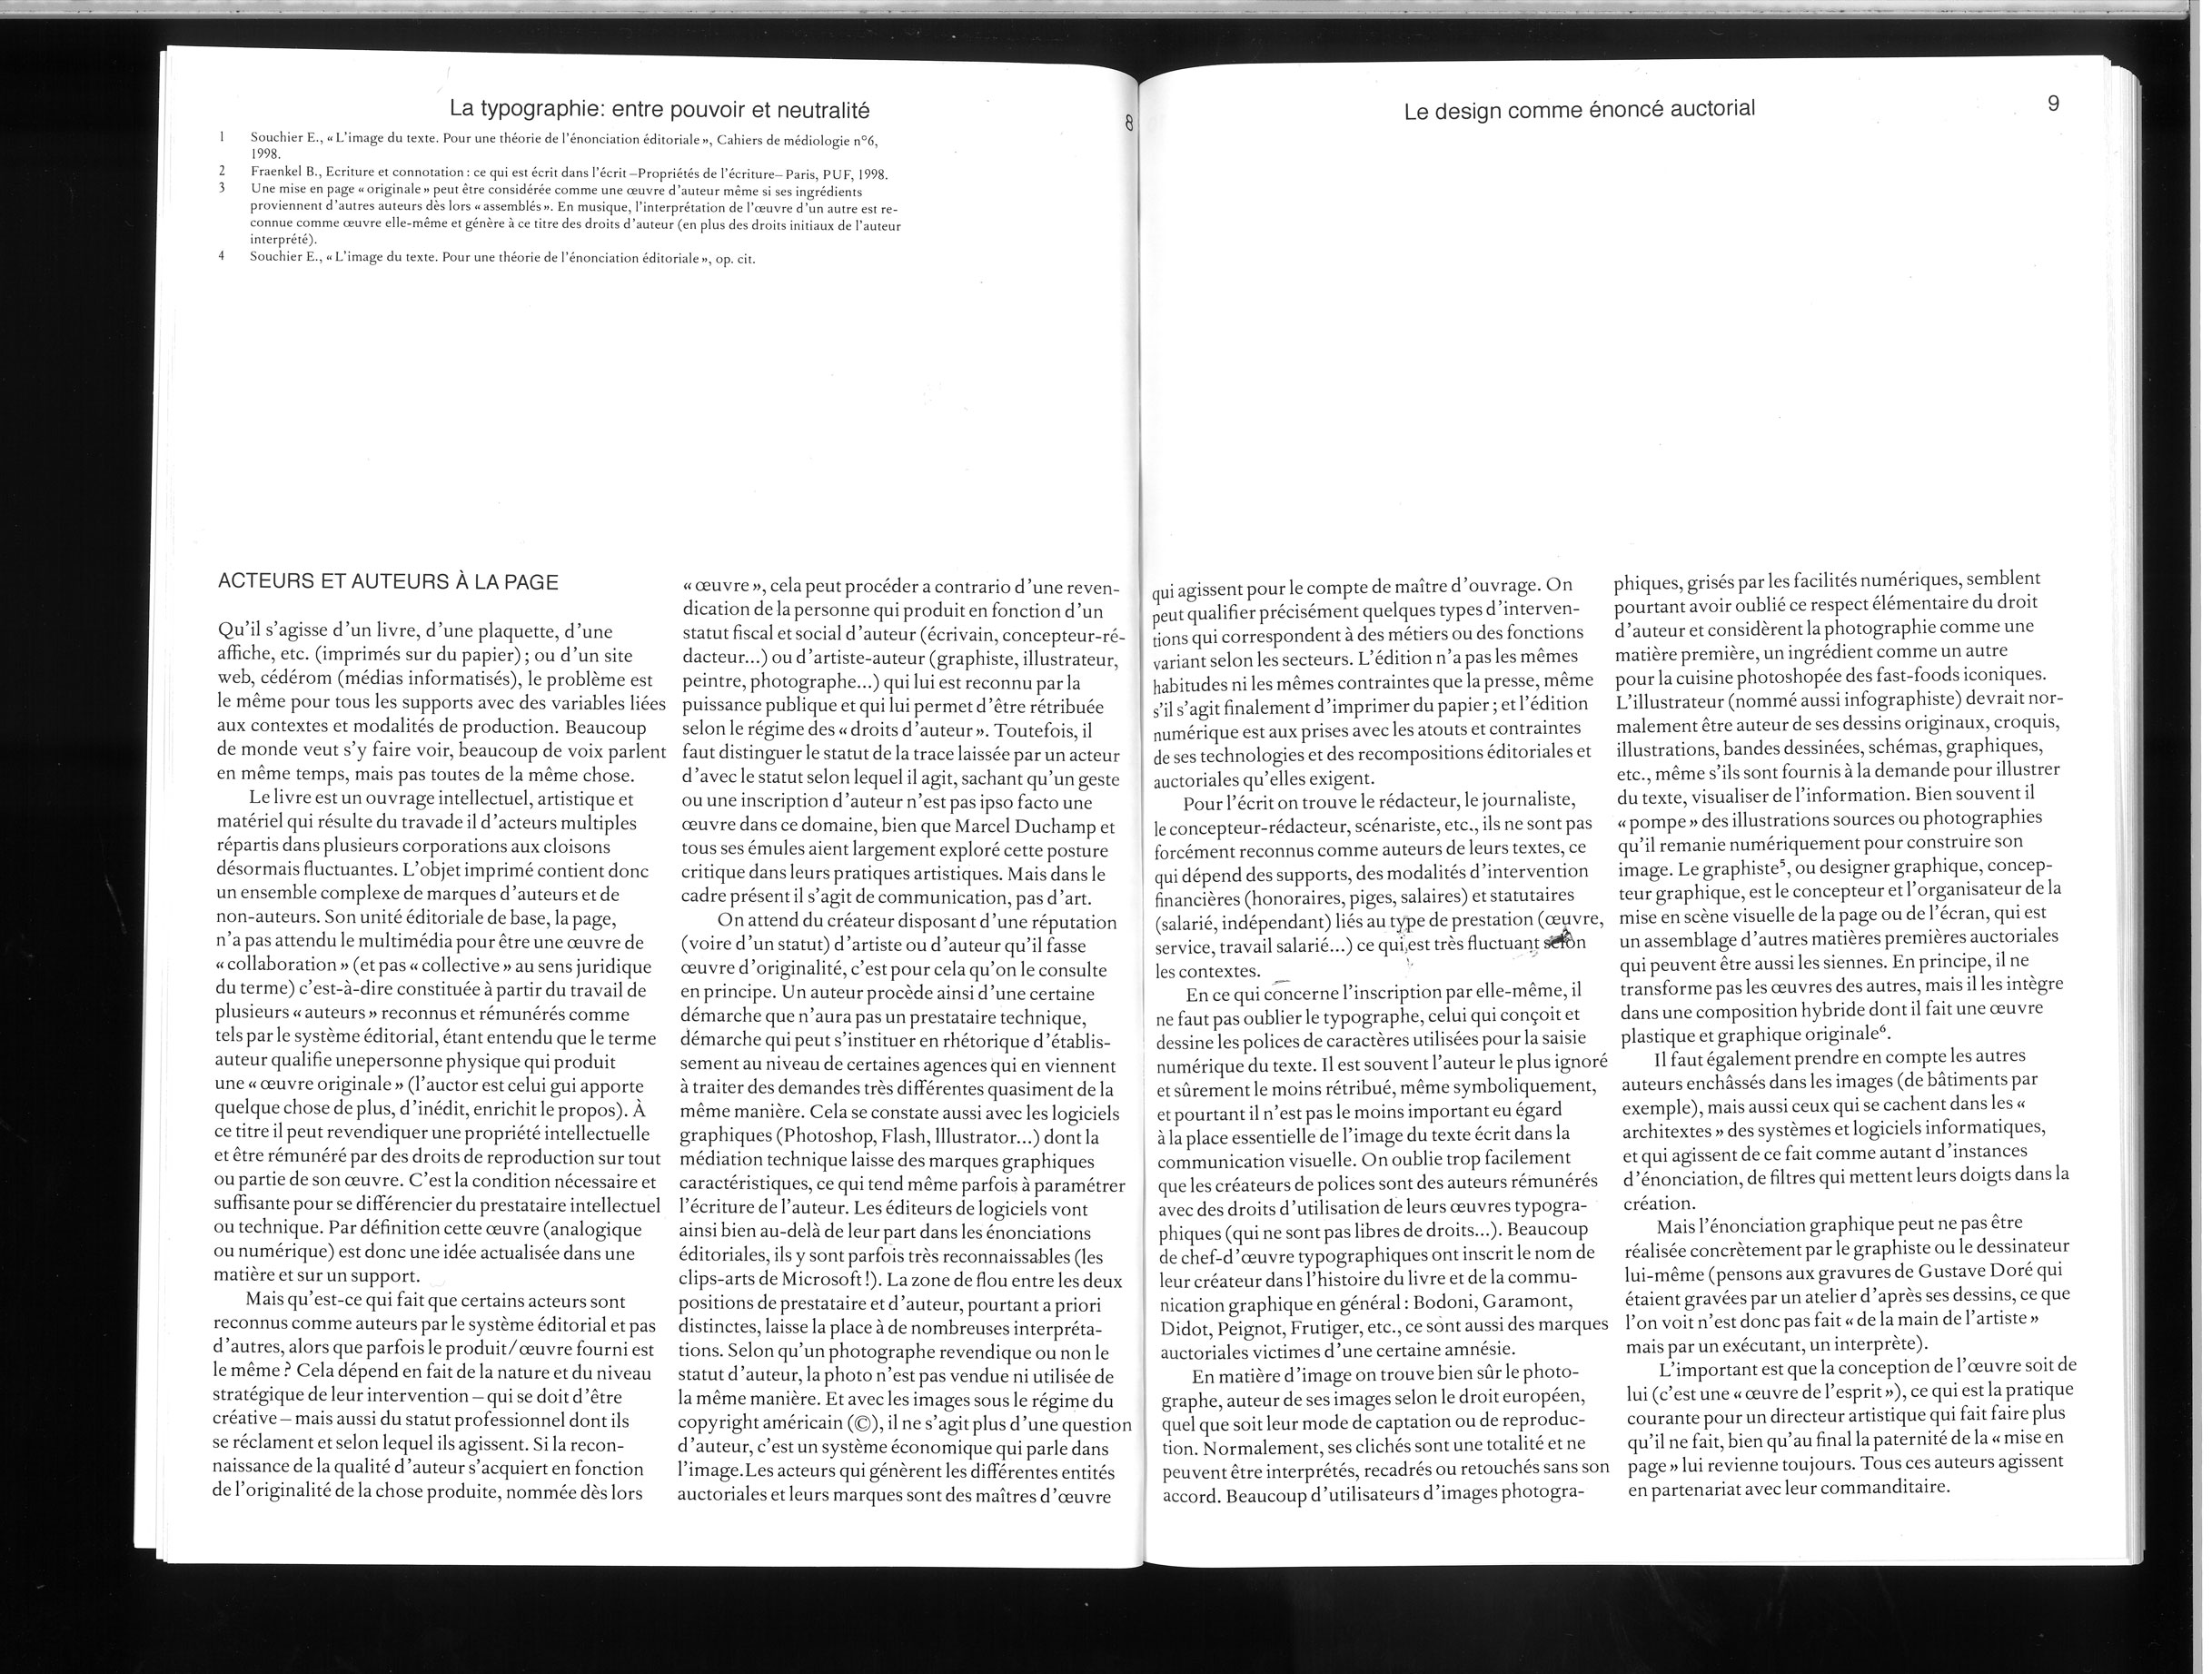 La typographie: entre pouvoir et neutralité
8
1 Souchier E., « L'image du texte. Pour une théorie de l'énonciation éditoriale », Cahiers de médiologie n°6,
1998.
2 Fraenkel B., Ecriture et connotation : ce qui est écrit dans l'écrit –Propriétés de l'écriture– Paris, PUF, 1998.
3 Une mise en page « originale » peut être considérée comme une œuvre d'auteur même si ses ingrédients
proviennent d'autres auteurs dès lors « assemblés ». En musique, l'interprétation de l'œuvre d'un autre est re-
connue comme œuvre elle-même et génère à ce titre des droits d'auteur (en plus des droits initiaux de l'auteur
interprété).
4 Souchier E., « L'image du texte. Pour une théorie de l'énonciation éditoriale », op. cit.
ACTEURS ET AUTEURS À LA PAGE
Qu'il s'agisse d'un livre, d'une plaquette, d'une
affiche, etc. (imprimés sur du papier) ; ou d'un site
web, cédérom (médias informatisés), le problème est
le même pour tous les supports avec des variables liées
aux contextes et modalités de production. Beaucoup
de monde veut s'y faire voir, beaucoup de voix parlent
en même temps, mais pas toutes de la même chose.
Le livre est un ouvrage intellectuel, artistique et
matériel qui résulte du travade il d'acteurs multiples
répartis dans plusieurs corporations aux cloisons
désormais fluctuantes. L'objet imprimé contient donc
un ensemble complexe de marques d'auteurs et de
non-auteurs. Son unité éditoriale de base, la page,
n'a pas attendu le multimédia pour être une œuvre de
« collaboration » (et pas « collective » au sens juridique
du terme) c'est-à-dire constituée à partir du travail de
plusieurs « auteurs » reconnus et rémunérés comme
tels par le système éditorial, étant entendu que le terme
auteur qualifie unepersonne physique qui produit
une « œuvre originale » (l'auctor est celui gui apporte
quelque chose de plus, d'inédit, enrichit le propos). À
ce titre il peut revendiquer une propriété intellectuelle
et être rémunéré par des droits de reproduction sur tout
ou partie de son œuvre. C'est la condition nécessaire et
suffisante pour se différencier du prestataire intellectuel
ou technique. Par définition cette œuvre (analogique
ou numérique) est donc une idée actualisée dans une
matière et sur un support.
Mais qu'est-ce qui fait que certains acteurs sont
reconnus comme auteurs par le système éditorial et pas
d'autres, alors que parfois le produit/œuvre fourni est
le même ? Cela dépend en fait de la nature et du niveau
stratégique de leur intervention – qui se doit d'être
créative – mais aussi du statut professionnel dont ils
se réclament et selon lequel ils agissent. Si la recon-
naissance de la qualité d'auteur s'acquiert en fonction
de l'originalité de la chose produite, nommée dès lors
« œuvre », cela peut procéder a contrario d'une reven-
dication de la personne qui produit en fonction d'un
statut fiscal et social d'auteur (écrivain, concepteur-ré-
dacteur...) ou d'artiste-auteur (graphiste, illustrateur,
peintre, photographe...) qui lui est reconnu par la
puissance publique et qui lui permet d'être rétribuée
selon le régime des « droits d'auteur ». Toutefois, il
faut distinguer le statut de la trace laissée par un acteur
d'avec le statut selon lequel il agit, sachant qu'un geste
ou une inscription d'auteur n'est pas ipso facto une
œuvre dans ce domaine, bien que Marcel Duchamp et
tous ses émules aient largement exploré cette posture
critique dans leurs pratiques artistiques. Mais dans le
cadre présent il s'agit de communication, pas d'art.
On attend du créateur disposant d'une réputation
(voire d'un statut) d'artiste ou d'auteur qu'il fasse
œuvre d'originalité, c'est pour cela qu'on le consulte
en principe. Un auteur procède ainsi d'une certaine
démarche que n'aura pas un prestataire technique,
démarche qui peut s'instituer en rhétorique d'établis-
sement au niveau de certaines agences qui en viennent
à traiter des demandes très différentes quasiment de la
même manière. Cela se constate aussi avec les logiciels
graphiques (Photoshop, Flash, Illustrator...) dont la
médiation technique laisse des marques graphiques
caractéristiques, ce qui tend même parfois à paramétrer
l'écriture de l'auteur. Les éditeurs de logiciels vont
ainsi bien au-delà de leur part dans les énonciations
éditoriales, ils y sont parfois très reconnaissables (les
clips-arts de Microsoft !). La zone de flou entre les deux
positions de prestataire et d'auteur, pourtant a priori
distinctes, laisse la place à de nombreuses interpréta-
tions. Selon qu'un photographe revendique ou non le
statut d'auteur, la photo n'est pas vendue ni utilisée de
la même manière. Et avec les images sous le régime du
copyright américain (©), il ne s'agit plus d'une question
d'auteur, c'est un système économique qui parle dans
l'image.Les acteurs qui génèrent les différentes entités
auctoriales et leurs marques sont des maîtres d'œuvre
Le design comme énoncé auctorial
9
qui agissent pour le compte de maître d'ouvrage. On
peut qualifier précisément quelques types d'interven-
tions qui correspondent à des métiers ou des fonctions
variant selon les secteurs. L'édition n'a pas les mêmes
habitudes ni les mêmes contraintes que la presse, même
s'il s'agit finalement d'imprimer du papier ; et l'édition
numérique est aux prises avec les atouts et contraintes
de ses technologies et des recompositions éditoriales et
auctoriales qu'elles exigent.
Pour l'écrit on trouve le rédacteur, le journaliste,
le concepteur-rédacteur, scénariste, etc., ils ne sont pas
forcément reconnus comme auteurs de leurs textes, ce
qui dépend des supports, des modalités d'intervention
financières (honoraires, piges, salaires) et statutaires
(salarié, indépendant) liés au type de prestation (œuvre,
service, travail salarié...) ce qui est très fluctuant selon
les contextes.
En ce qui concerne l'inscription par elle-même, il
ne faut pas oublier le typographe, celui qui conçoit et
dessine les polices de caractères utilisées pour la saisie
numérique du texte. Il est souvent l'auteur le plus ignoré
et sûrement le moins rétribué, même symboliquement,
et pourtant il n'est pas le moins important eu égard
à la place essentielle de l'image du texte écrit dans la
communication visuelle. On oublie trop facilement
que les créateurs de polices sont des auteurs rémunérés
avec des droits d'utilisation de leurs œuvres typogra-
phiques (qui ne sont pas libres de droits...). Beaucoup
de chef-d'œuvre typographiques ont inscrit le nom de
leur créateur dans l'histoire du livre et de la commu-
nication graphique en général : Bodoni, Garamont,
Didot, Peignot, Frutiger, etc., ce sont aussi des marques
auctoriales victimes d'une certaine amnésie.
En matière d'image on trouve bien sûr le photo-
graphe, auteur de ses images selon le droit européen,
quel que soit leur mode de captation ou de reproduc-
tion. Normalement, ses clichés sont une totalité et ne
peuvent être interprétés, recadrés ou retouchés sans son
accord. Beaucoup d'utilisateurs d'images photogra-
phiques, grisés par les facilités numériques, semblent
pourtant avoir oublié ce respect élémentaire du droit
d'auteur et considèrent la photographie comme une
matière première, un ingrédient comme un autre
pour la cuisine photoshopée des fast-foods iconiques.
L'illustrateur (nommé aussi infographiste) devrait nor-
malement être auteur de ses dessins originaux, croquis,
illustrations, bandes dessinées, schémas, graphiques,
etc., même s'ils sont fournis à la demande pour illustrer
du texte, visualiser de l'information. Bien souvent il
« pompe » des illustrations sources ou photographies
qu'il remanie numériquement pour construire son
image. Le graphiste⁵, ou designer graphique, concep-
teur graphique, est le concepteur et l'organisateur de la
mise en scène visuelle de la page ou de l'écran, qui est
un assemblage d'autres matières premières auctoriales
qui peuvent être aussi les siennes. En principe, il ne
transforme pas les œuvres des autres, mais il les intègre
dans une composition hybride dont il fait une œuvre
plastique et graphique originale⁶.
Il faut également prendre en compte les autres
auteurs enchâssés dans les images (de bâtiments par
exemple), mais aussi ceux qui se cachent dans les «
architextes » des systèmes et logiciels informatiques,
et qui agissent de ce fait comme autant d'instances
d'énonciation, de filtres qui mettent leurs doigts dans la
création.
Mais l'énonciation graphique peut ne pas être
réalisée concrètement par le graphiste ou le dessinateur
lui-même (pensons aux gravures de Gustave Doré qui
étaient gravées par un atelier d'après ses dessins, ce que
l'on voit n'est donc pas fait « de la main de l'artiste »
mais par un exécutant, un interprète).
L'important est que la conception de l'œuvre soit de
lui (c'est une « œuvre de l'esprit »), ce qui est la pratique
courante pour un directeur artistique qui fait faire plus
qu'il ne fait, bien qu'au final la paternité de la « mise en
page » lui revienne toujours. Tous ces auteurs agissent
en partenariat avec leur commanditaire.